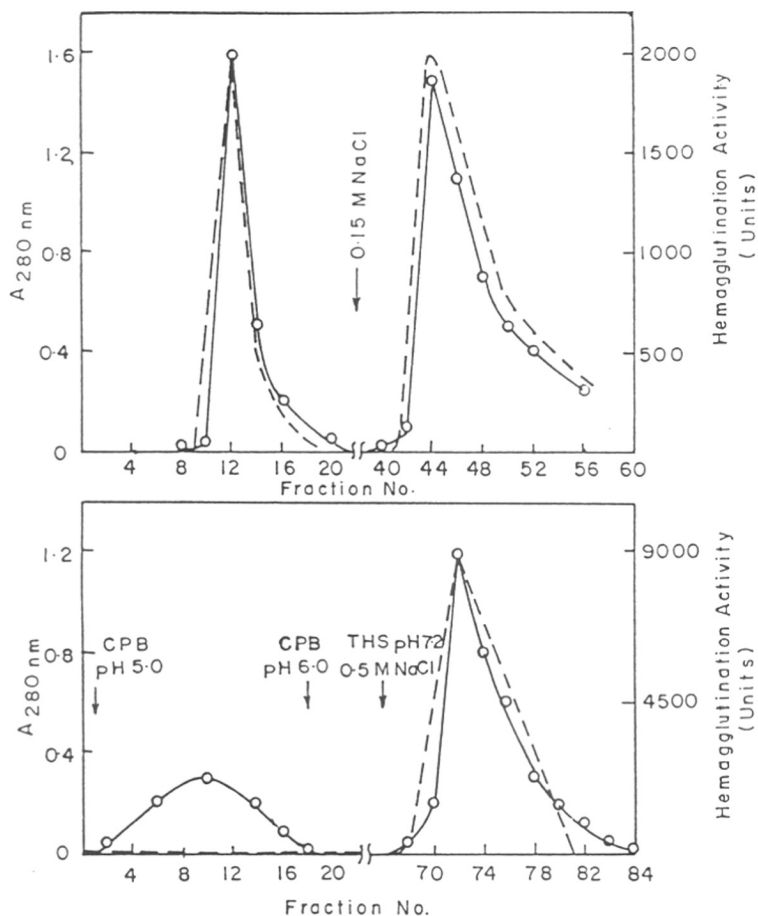 1·6
1·2
0·8
0·4
0
A 280 nm
2000
1500
1000
500
Hemagglutination Activity
(Units)
0·15 M NaCl
4 8 12 16 20 40 44 48 52 56 60
Fraction No.
1·2
0·8
0·4
0
A 280 nm
9000
4500
Hemagglutination Activity
(Units)
CPB
pH 5·0
CPB
pH 6·0
THS pH7·2
0·5 M NaCl
4 8 12 16 70 74 78 82 84
Fraction No.